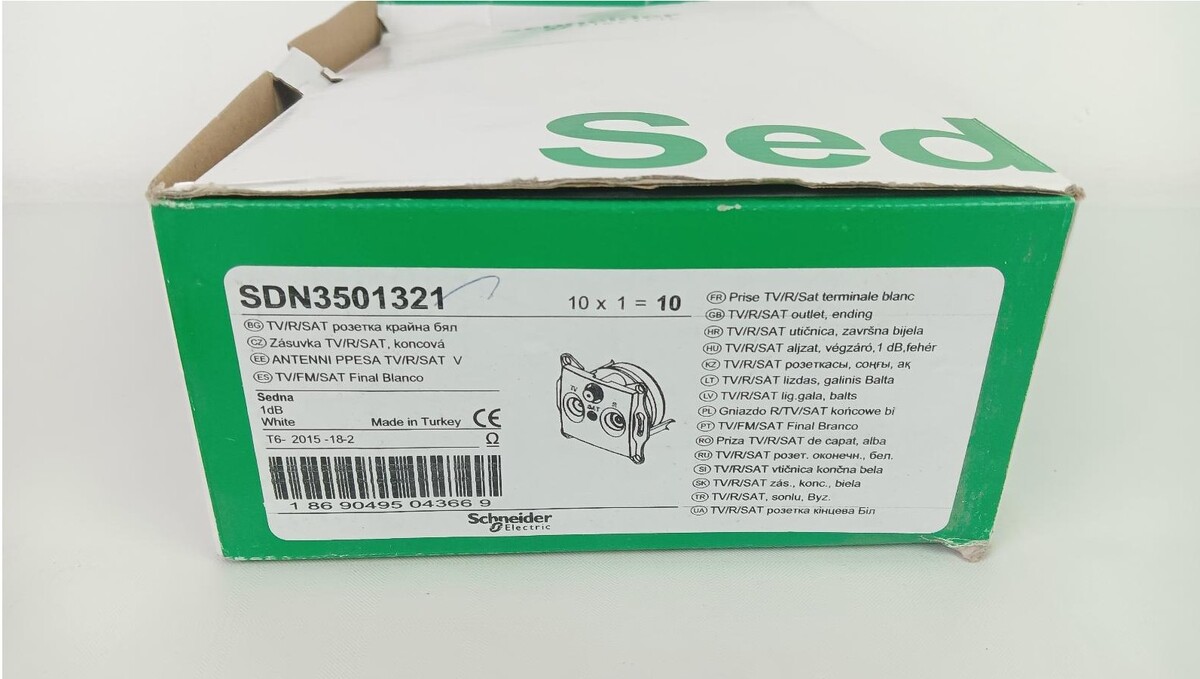 Sed
SDN3501321
10 x 1 = 10
BG TV/R/SAT розетка крайна бял
CZ Zásuvka TV/R/SAT, koncová
EE ANTENNI PPESA TV/R/SAT V
ES TV/FM/SAT Final Blanco
Sedna
1dB
White Made in Turkey CE
T6- 2015 -18-2 Ω
1 86 90495 04366 9
TV
SAT
Schneider
Electric
FR Prise TV/R/Sat terminale blanc
GB TV/R/SAT outlet, ending
HR TV/R/SAT utičnica, završna bijela
HU TV/R/SAT aljzat, végzáró,1 dB,fehér
KZ TV/R/SAT розеткасы, соңғы, ақ
LT TV/R/SAT lizdas, galinis Balta
LV TV/R/SAT lig.gala, balts
PL Gniazdo R/TV/SAT końcowe bi
PT TV/FM/SAT Final Branco
RO Priza TV/R/SAT de capat, alba
RU TV/R/SAT розет. оконечн., бел.
SI TV/R/SAT vtičnica končna bela
SK TV/R/SAT zás., konc., biela
TR TV/R/SAT, sonlu, Byz.
UA TV/R/SAT розетка кінцева Біл